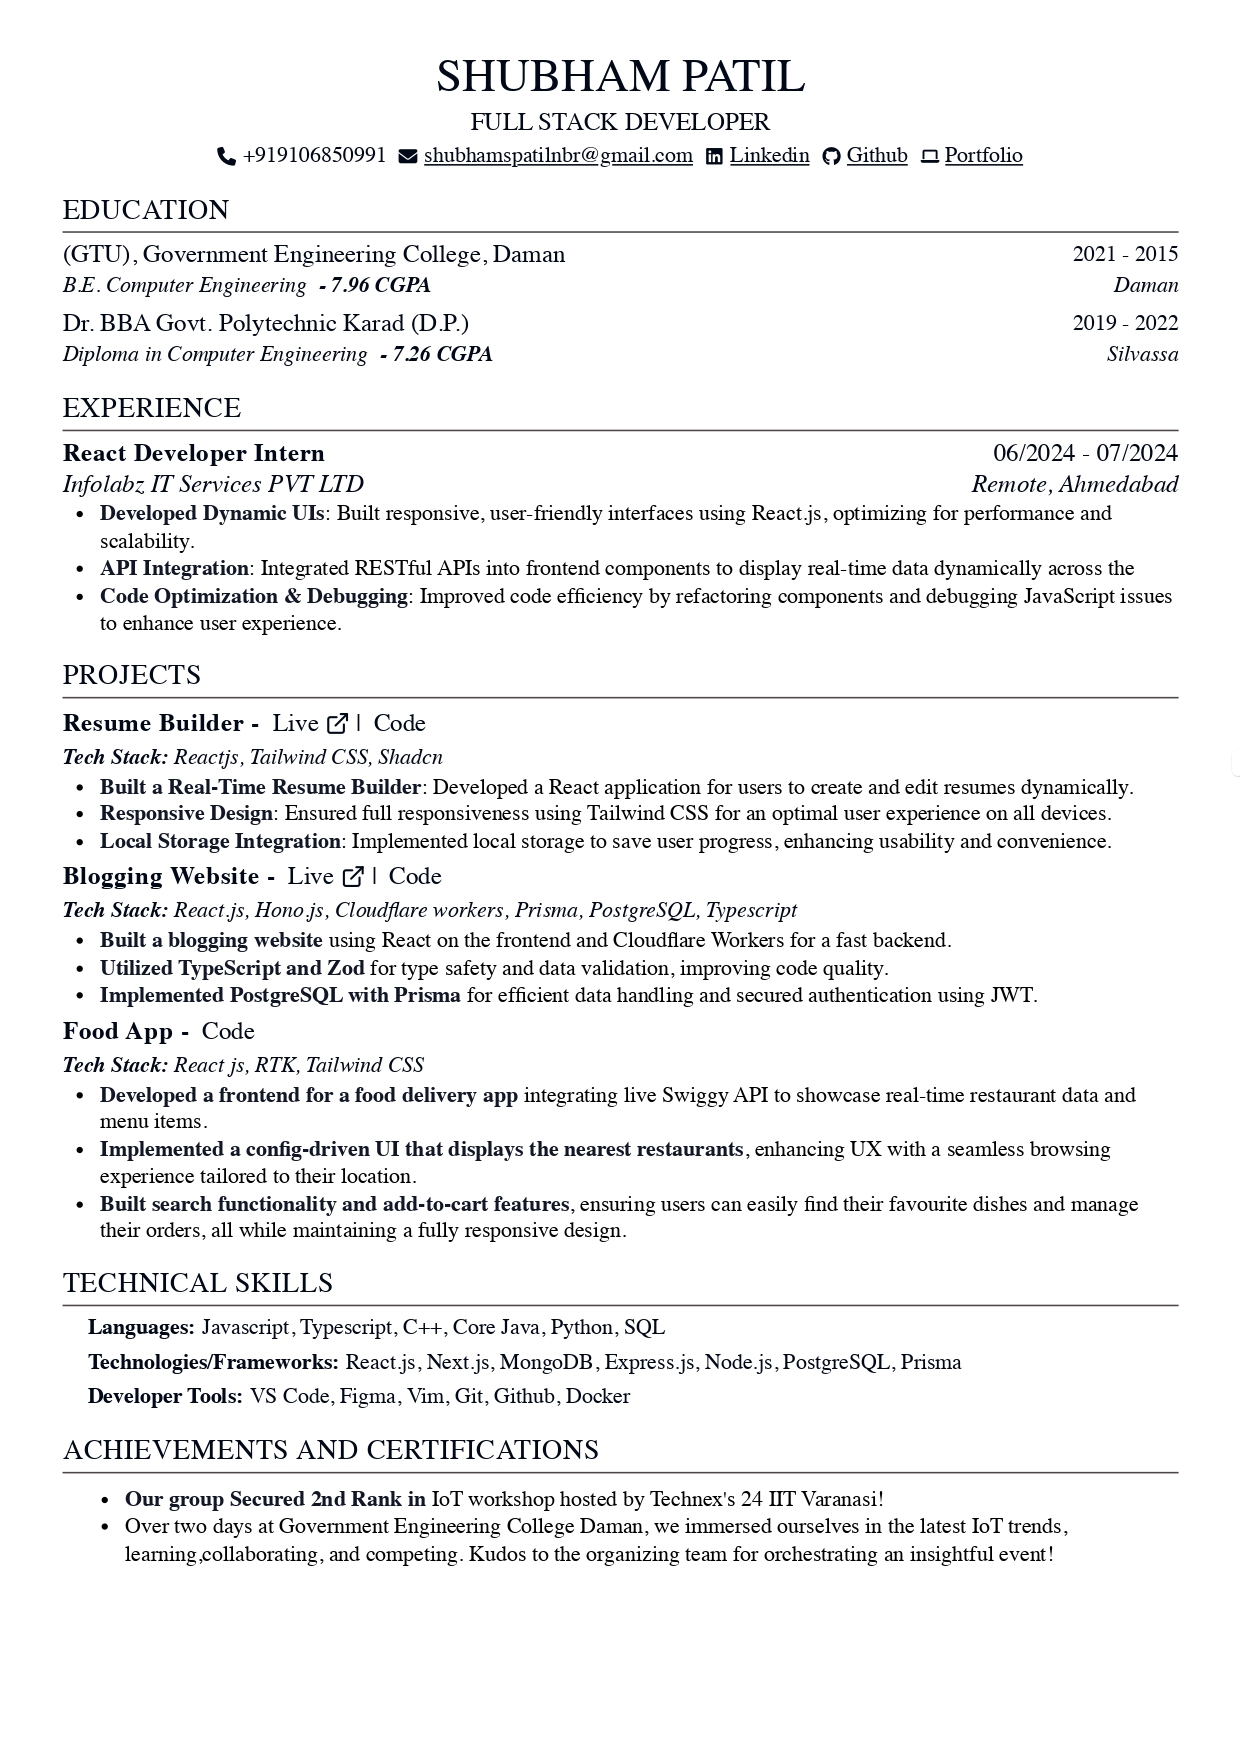 SHUBHAM PATIL
FULL STACK DEVELOPER
+919106850991 shubhamspatilnbr@gmail.com Linkedin Github Portfolio
EDUCATION
(GTU), Government Engineering College, Daman 2021 - 2015
B.E. Computer Engineering - 7.96 CGPA Daman
Dr. BBA Govt. Polytechnic Karad (D.P.) 2019 - 2022
Diploma in Computer Engineering - 7.26 CGPA Silvassa
EXPERIENCE
React Developer Intern 06/2024 - 07/2024
Infolabz IT Services PVT LTD Remote, Ahmedabad
• Developed Dynamic UIs: Built responsive, user-friendly interfaces using React.js, optimizing for performance and
scalability.
• API Integration: Integrated RESTful APIs into frontend components to display real-time data dynamically across the
• Code Optimization & Debugging: Improved code efficiency by refactoring components and debugging JavaScript issues
to enhance user experience.
PROJECTS
Resume Builder - Live | Code
Tech Stack: Reactjs, Tailwind CSS, Shadcn
• Built a Real-Time Resume Builder: Developed a React application for users to create and edit resumes dynamically.
• Responsive Design: Ensured full responsiveness using Tailwind CSS for an optimal user experience on all devices.
• Local Storage Integration: Implemented local storage to save user progress, enhancing usability and convenience.
Blogging Website - Live | Code
Tech Stack: React.js, Hono.js, Cloudflare workers, Prisma, PostgreSQL, Typescript
• Built a blogging website using React on the frontend and Cloudflare Workers for a fast backend.
• Utilized TypeScript and Zod for type safety and data validation, improving code quality.
• Implemented PostgreSQL with Prisma for efficient data handling and secured authentication using JWT.
Food App - Code
Tech Stack: React js, RTK, Tailwind CSS
• Developed a frontend for a food delivery app integrating live Swiggy API to showcase real-time restaurant data and
menu items.
• Implemented a config-driven UI that displays the nearest restaurants, enhancing UX with a seamless browsing
experience tailored to their location.
• Built search functionality and add-to-cart features, ensuring users can easily find their favourite dishes and manage
their orders, all while maintaining a fully responsive design.
TECHNICAL SKILLS
Languages: Javascript, Typescript, C++, Core Java, Python, SQL
Technologies/Frameworks: React.js, Next.js, MongoDB, Express.js, Node.js, PostgreSQL, Prisma
Developer Tools: VS Code, Figma, Vim, Git, Github, Docker
ACHIEVEMENTS AND CERTIFICATIONS
• Our group Secured 2nd Rank in IoT workshop hosted by Technex's 24 IIT Varanasi!
• Over two days at Government Engineering College Daman, we immersed ourselves in the latest IoT trends,
learning,collaborating, and competing. Kudos to the organizing team for orchestrating an insightful event!